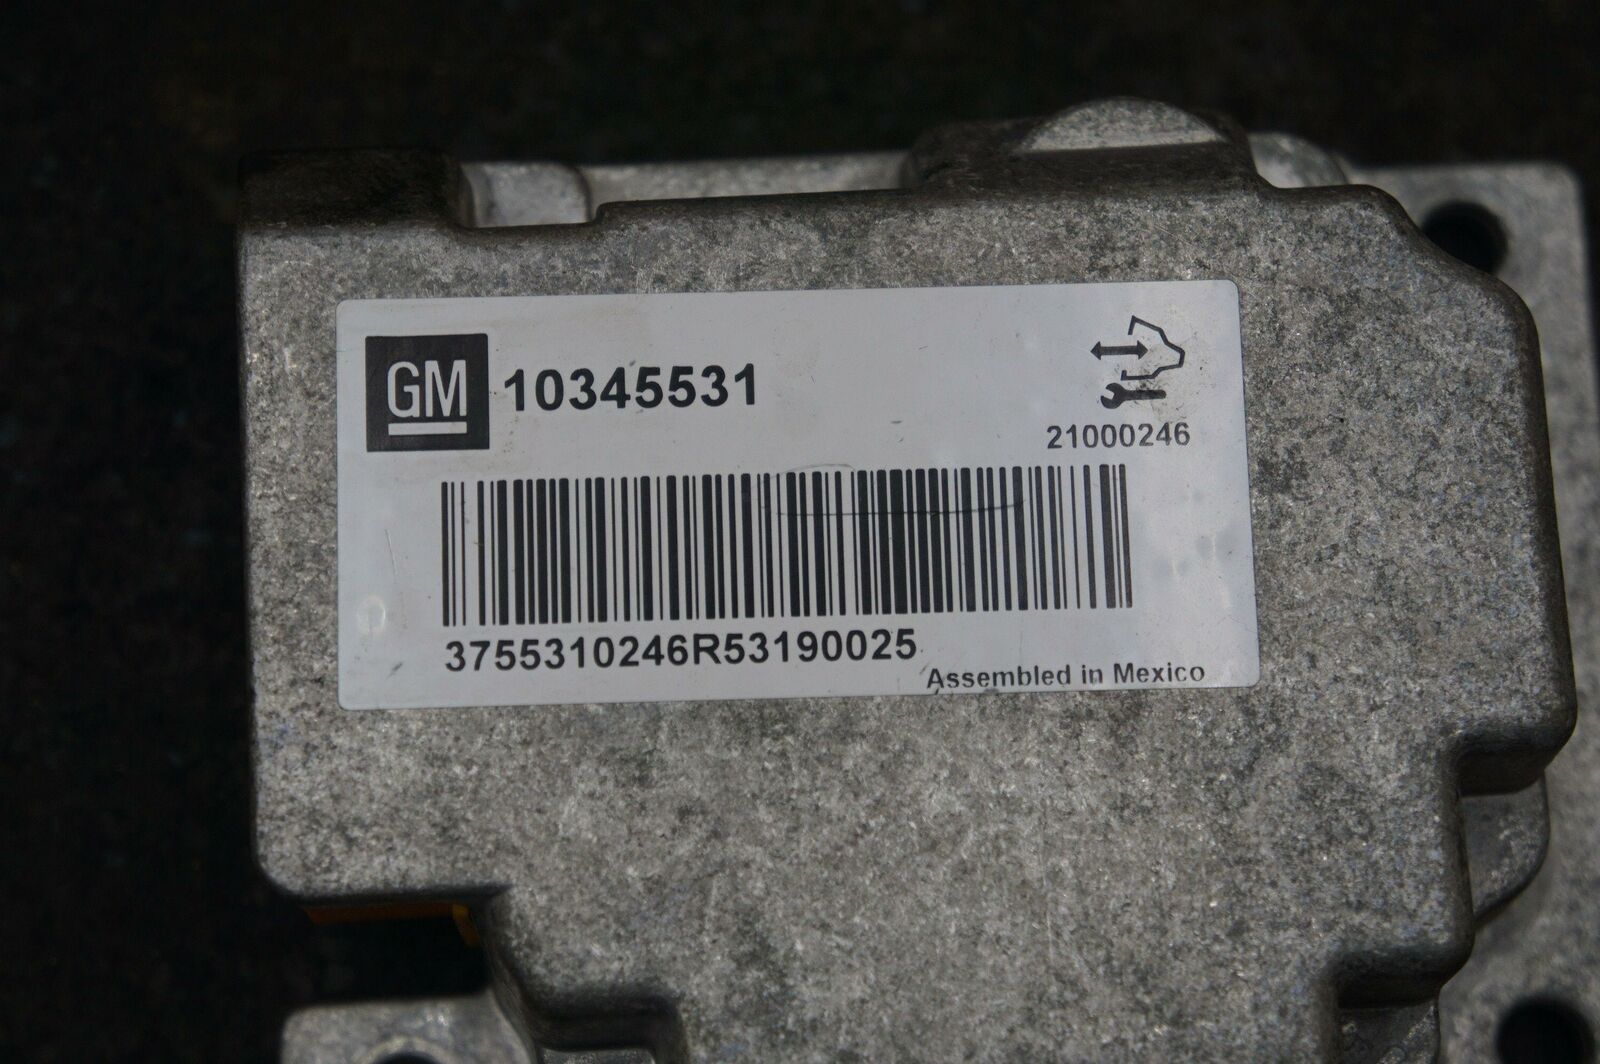 GM 10345531
21000246
3755310246R53190025
Assembled in Mexico